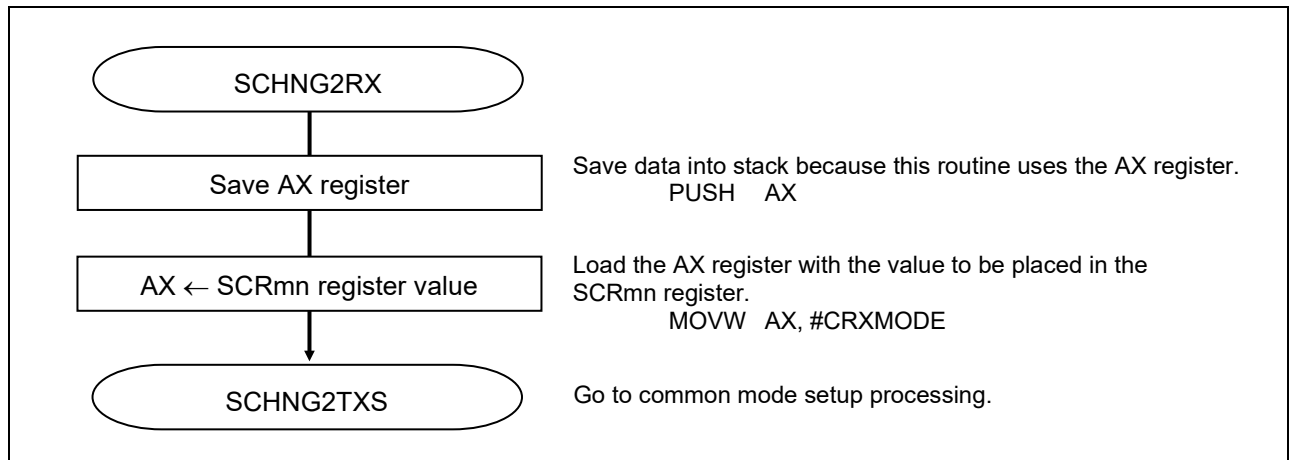 SCHNG2RX
Save AX register
Save data into stack because this routine uses the AX register.
PUSH AX
AX ← SCRmn register value
Load the AX register with the value to be placed in the
SCRmn register.
MOVW AX, #CRXMODE
SCHNG2TXS
Go to common mode setup processing.